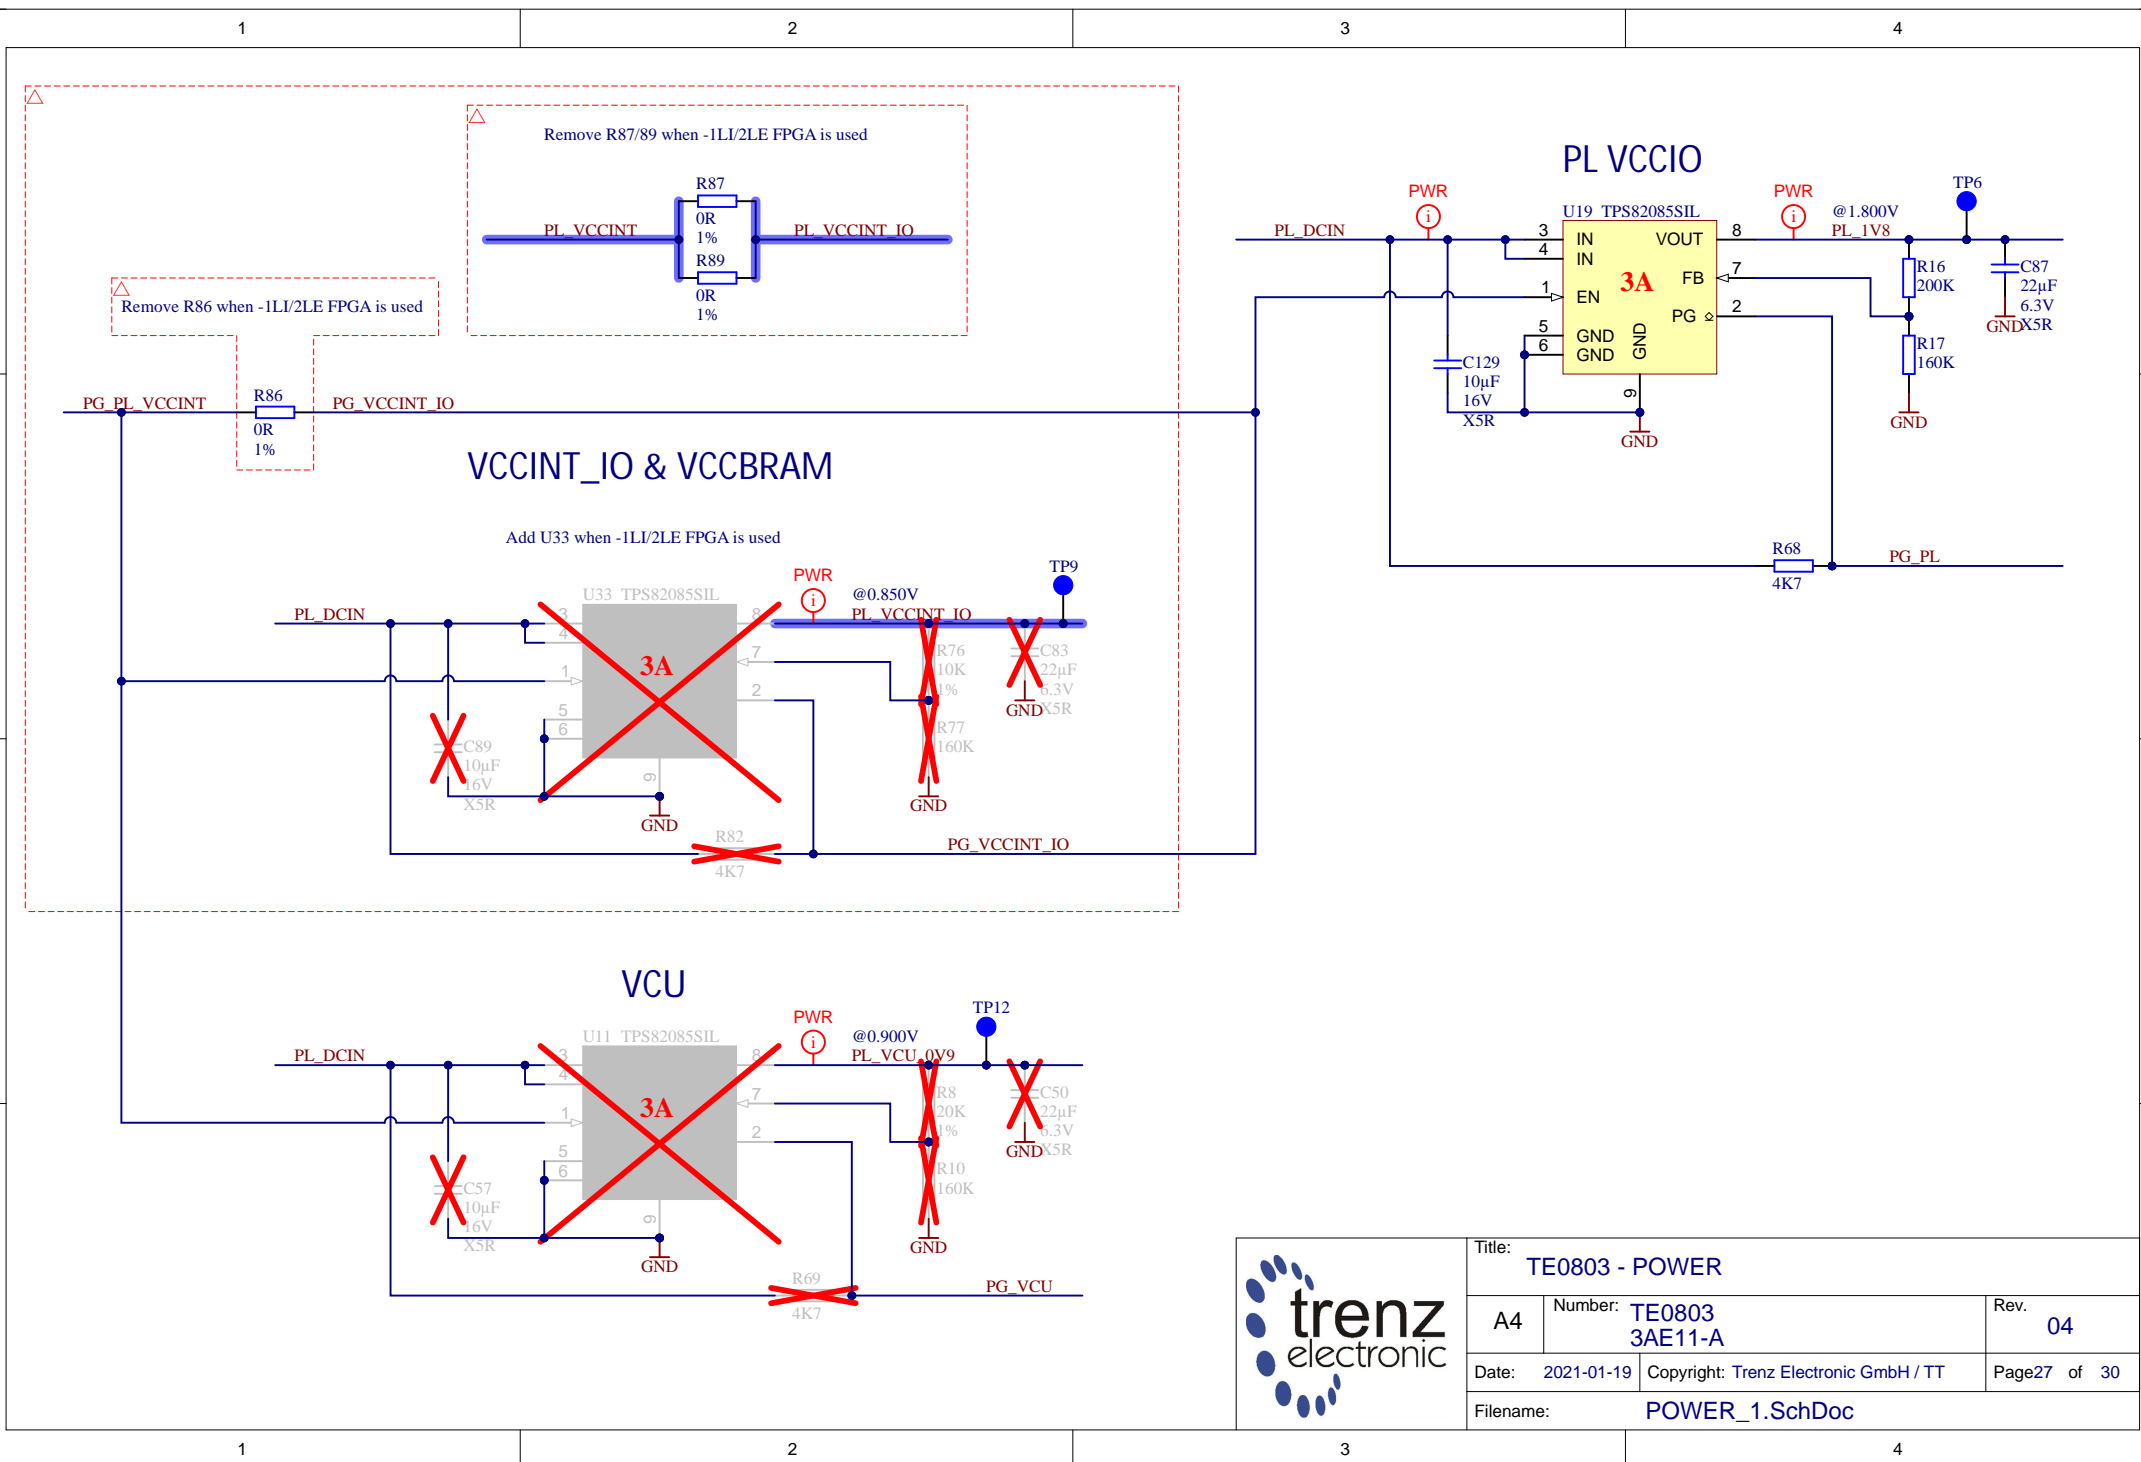 1 2 3 4
Remove R87/89 when -1LI/2LE FPGA is used
R87
0R
1%
PL_VCCINT
PL_VCCINT_IO
R89
0R
1%
Remove R86 when -1LI/2LE FPGA is used
PG_PL_VCCINT
R86
0R
1%
PG_VCCINT_IO
VCCINT_IO & VCCBRAM
Add U33 when -1LI/2LE FPGA is used
PL_DCIN
U33 TPS82085SIL
3A
3
4
1
5
6
9
8
7
2
PWR
i
@0.850V
PL_VCCINT_IO
TP9
R76
10K
1%
R77
160K
GND
C83
22µF
6.3V
X5R
GND
C89
10µF
16V
X5R
GND
R82
4K7
PG_VCCINT_IO
VCU
PL_DCIN
U11 TPS82085SIL
3A
3
4
1
5
6
9
8
7
2
PWR
i
@0.900V
PL_VCU_0V9
TP12
R8
20K
1%
R10
160K
GND
C50
22µF
6.3V
X5R
GND
C57
10µF
16V
X5R
GND
R69
4K7
PG_VCU
PL VCCIO
PL_DCIN
PWR
i
U19 TPS82085SIL
3A
3 IN
4 IN
1 EN
5 GND
6 GND
GND
9
VOUT 8
FB 7
PG 2
PWR
i
@1.800V
PL_1V8
TP6
R16
200K
R17
160K
GND
C87
22µF
6.3V
X5R
GND
C129
10µF
16V
X5R
GND
R68
4K7
PG_PL
trenz
electronic
Title:
TE0803 - POWER
A4
Number: TE0803
3AE11-A
Rev.
04
Date: 2021-01-19
Copyright: Trenz Electronic GmbH / TT
Page27 of 30
Filename: POWER_1.SchDoc
1 2 3 4